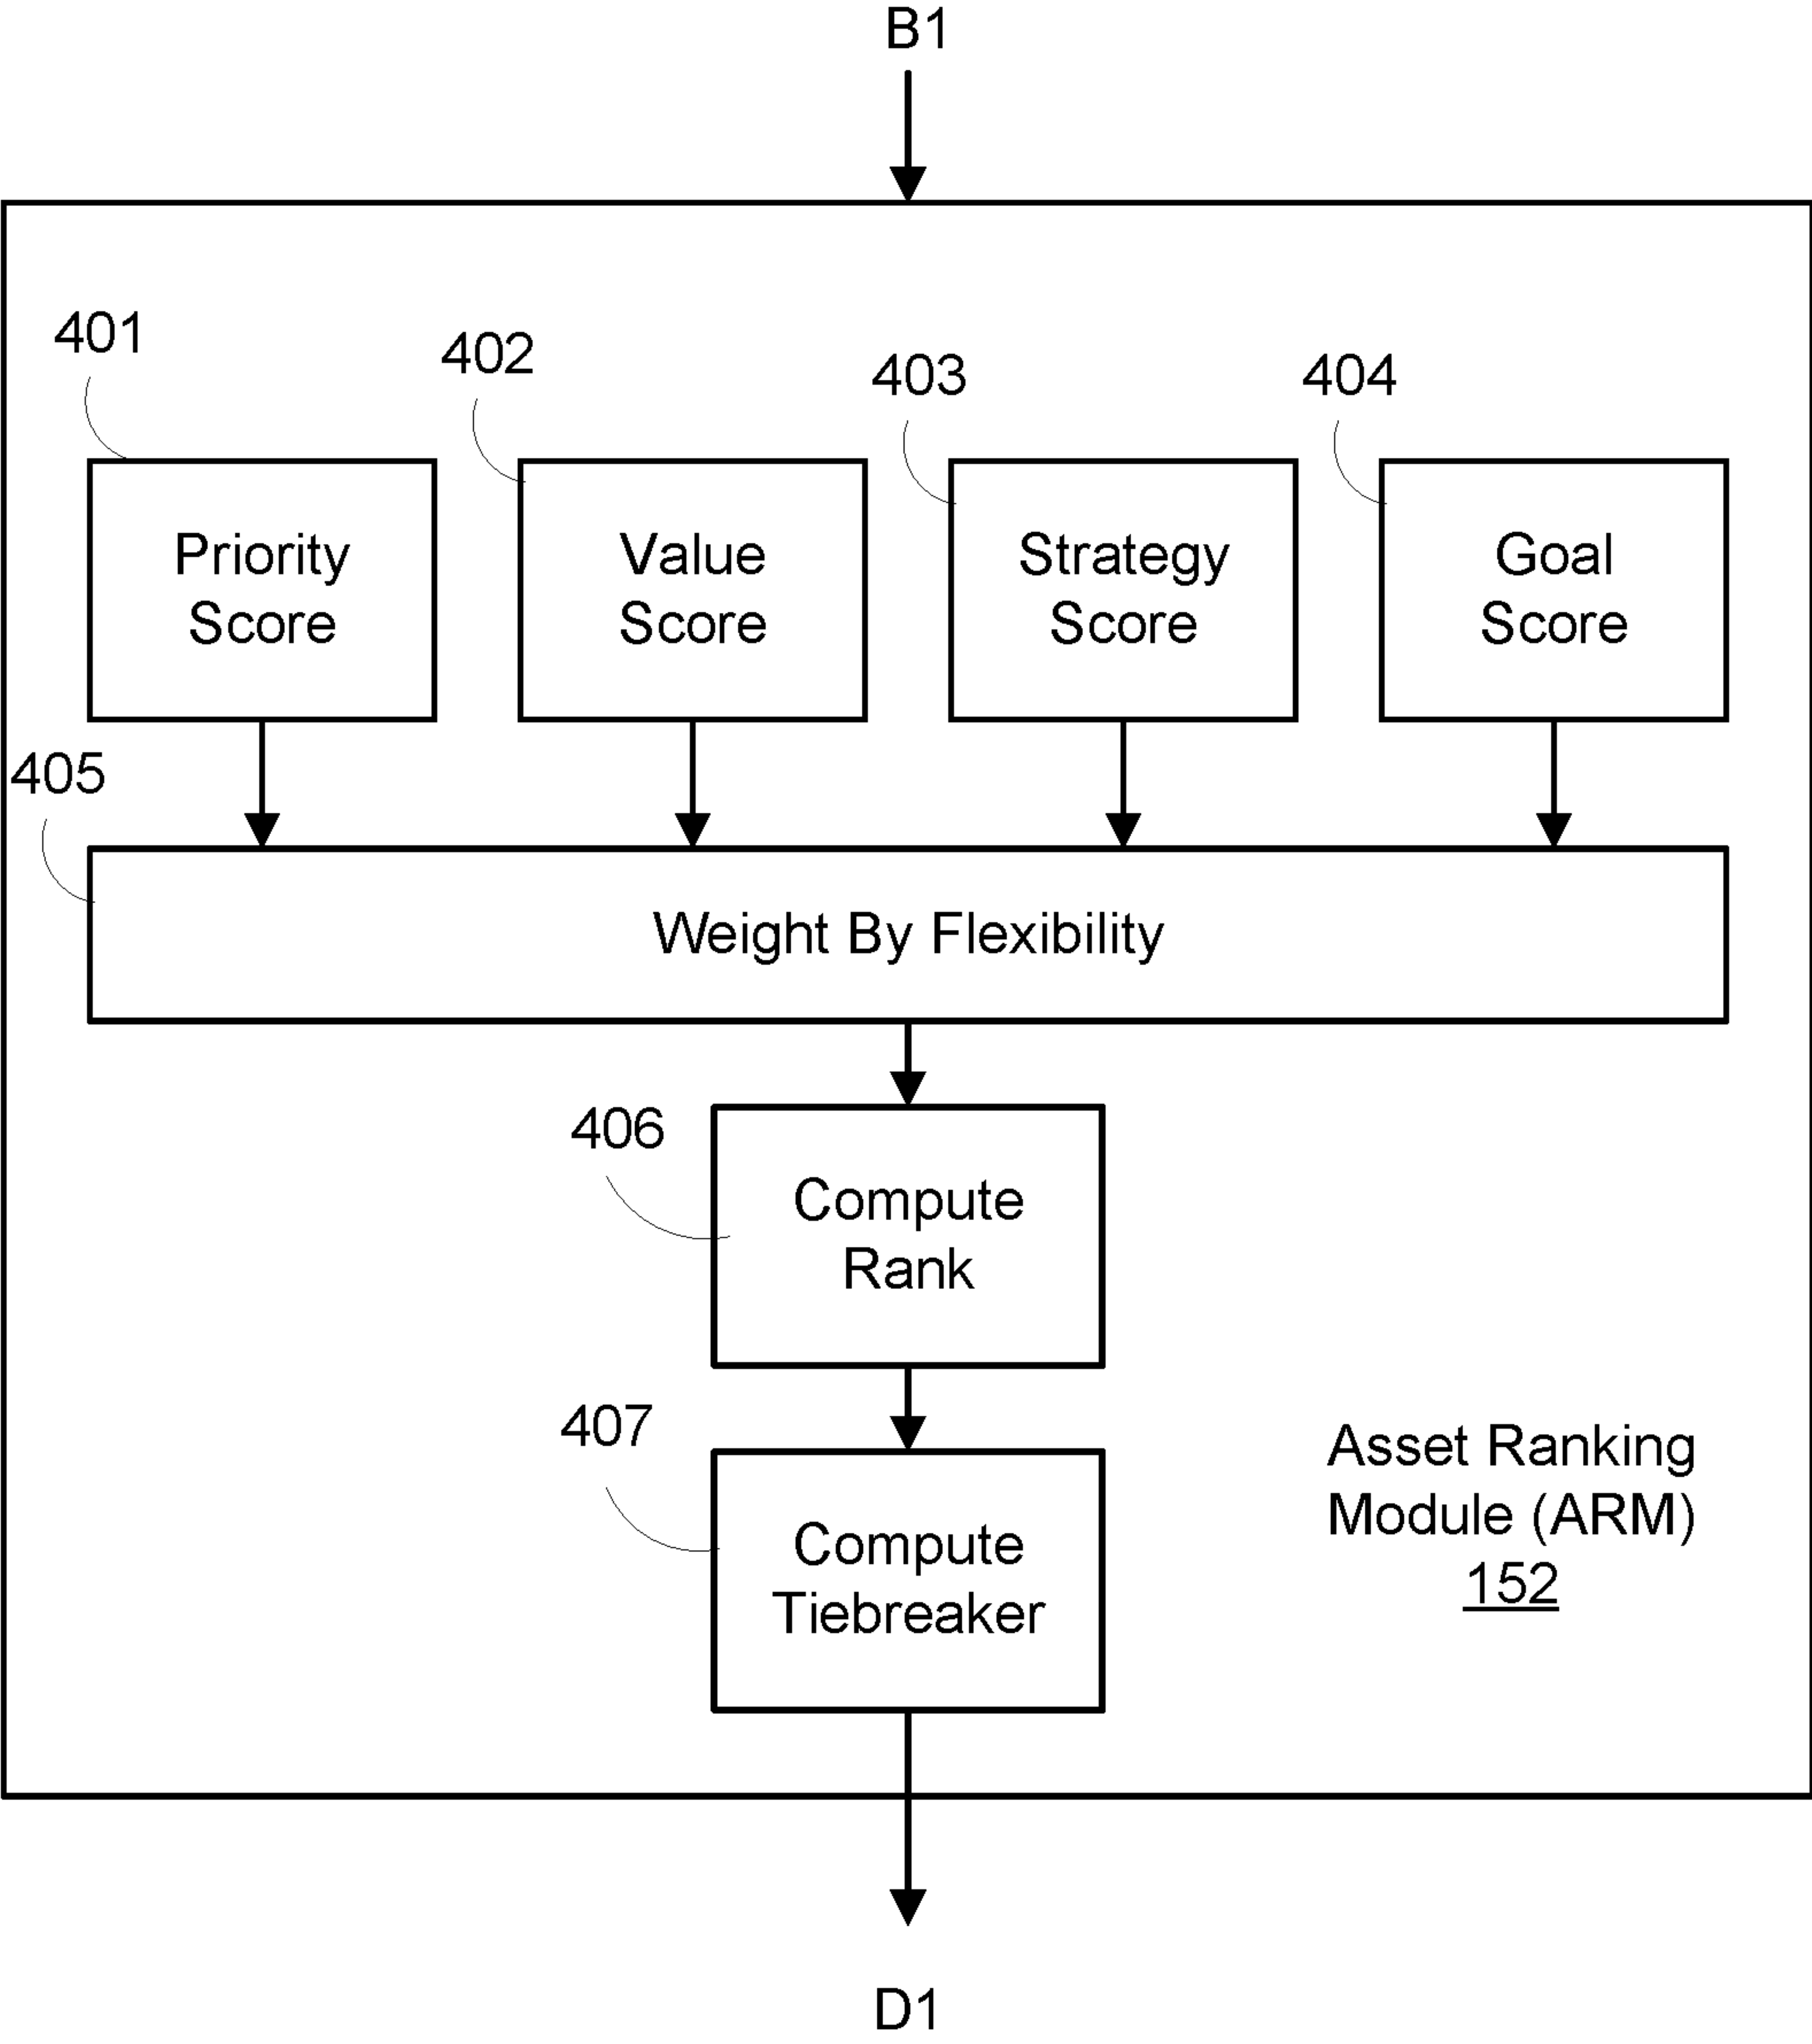 B1
401
402
403
404
Priority
Score
Value
Score
Strategy
Score
Goal
Score
405
Weight By Flexibility
406
Compute
Rank
407
Compute
Tiebreaker
Asset Ranking
Module (ARM)
152
D1